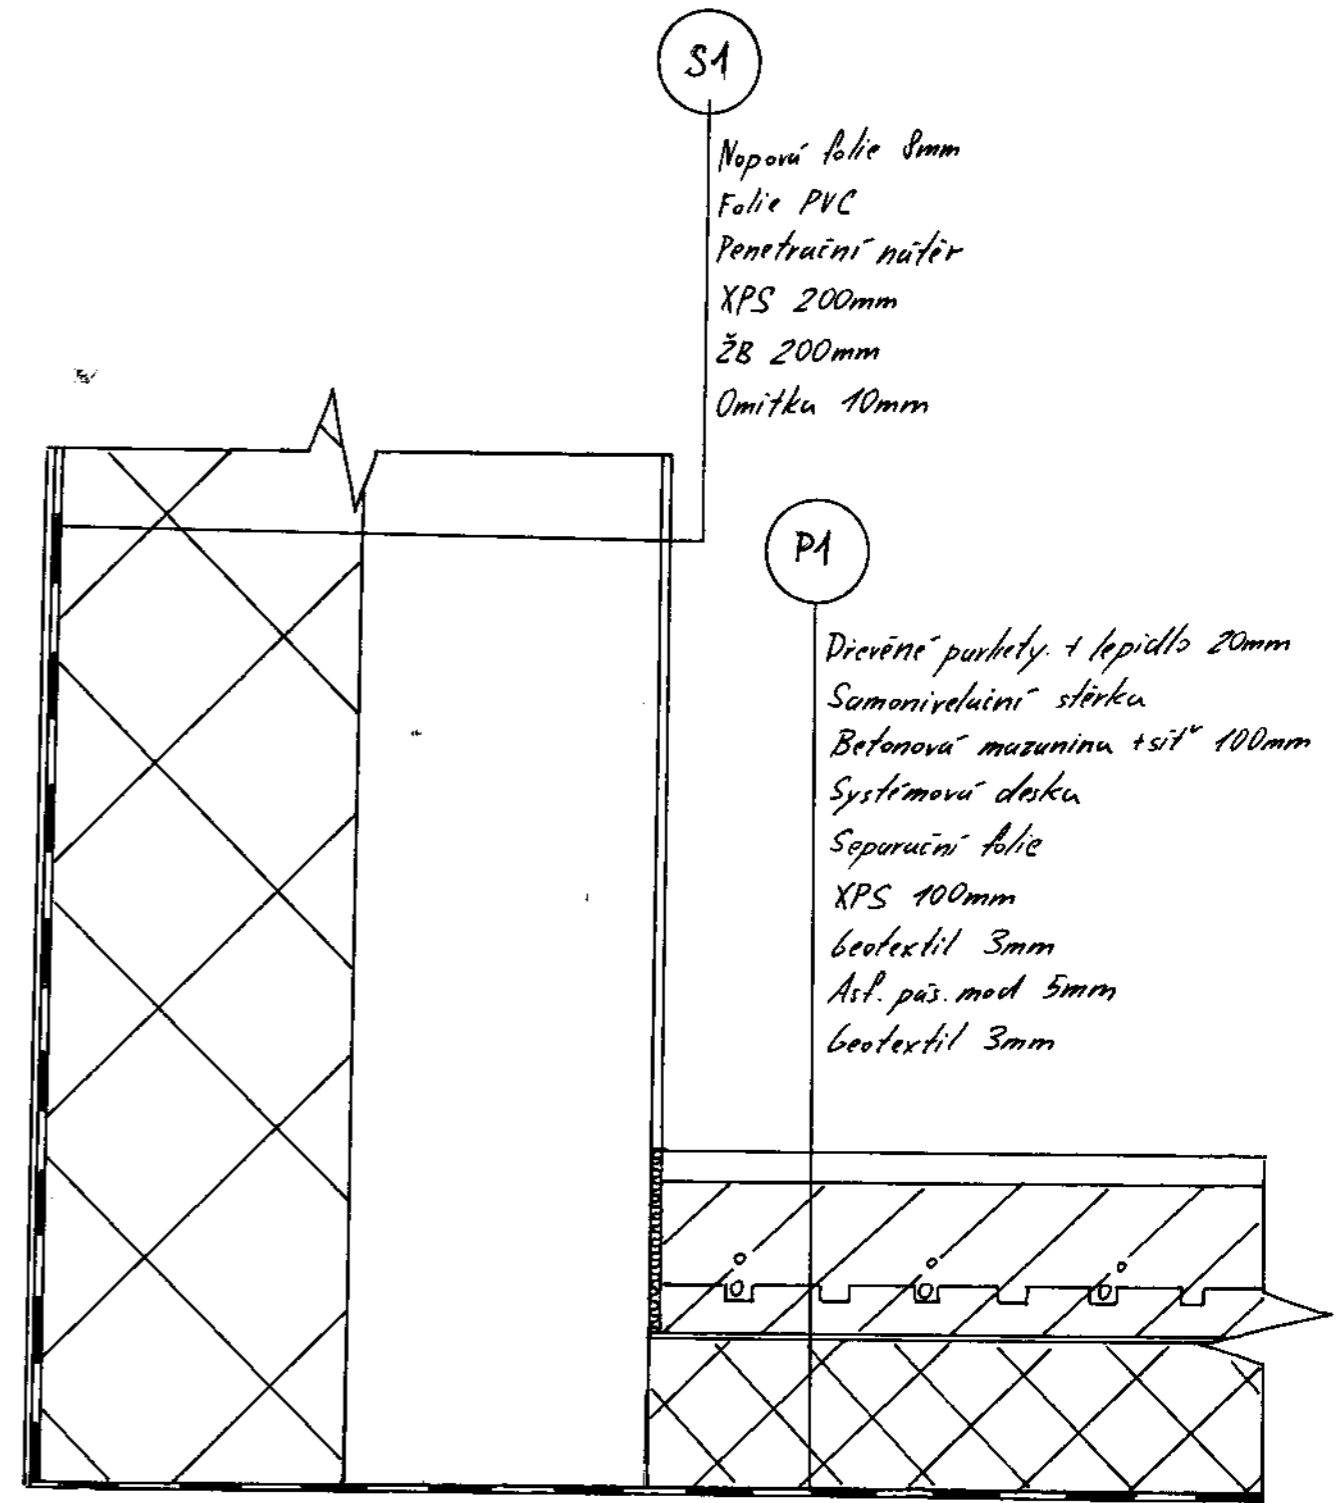 S1
Nopová folie 8mm
Folie PVC
Penetrační nátěr
XPS 200mm
ŽB 200mm
Omítka 10mm
P1
Dřevěné parkety. + lepidlo 20mm
Samonivelační stěrka
Betonová mazanina + síť 100mm
Systémová deska
Separační folie
XPS 100mm
Geotextil 3mm
Asf. pás. mod 5mm
Geotextil 3mm